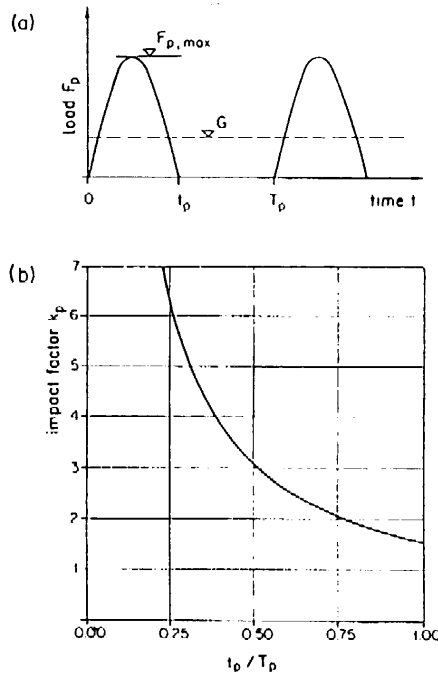 (a)
F_p,max
G
load F_p
0
t_p
T_p
time t
(b)
7
6
5
4
3
2
1
0
impact factor k_p
0.00
0.25
0.50
0.75
1.00
t_p / T_p